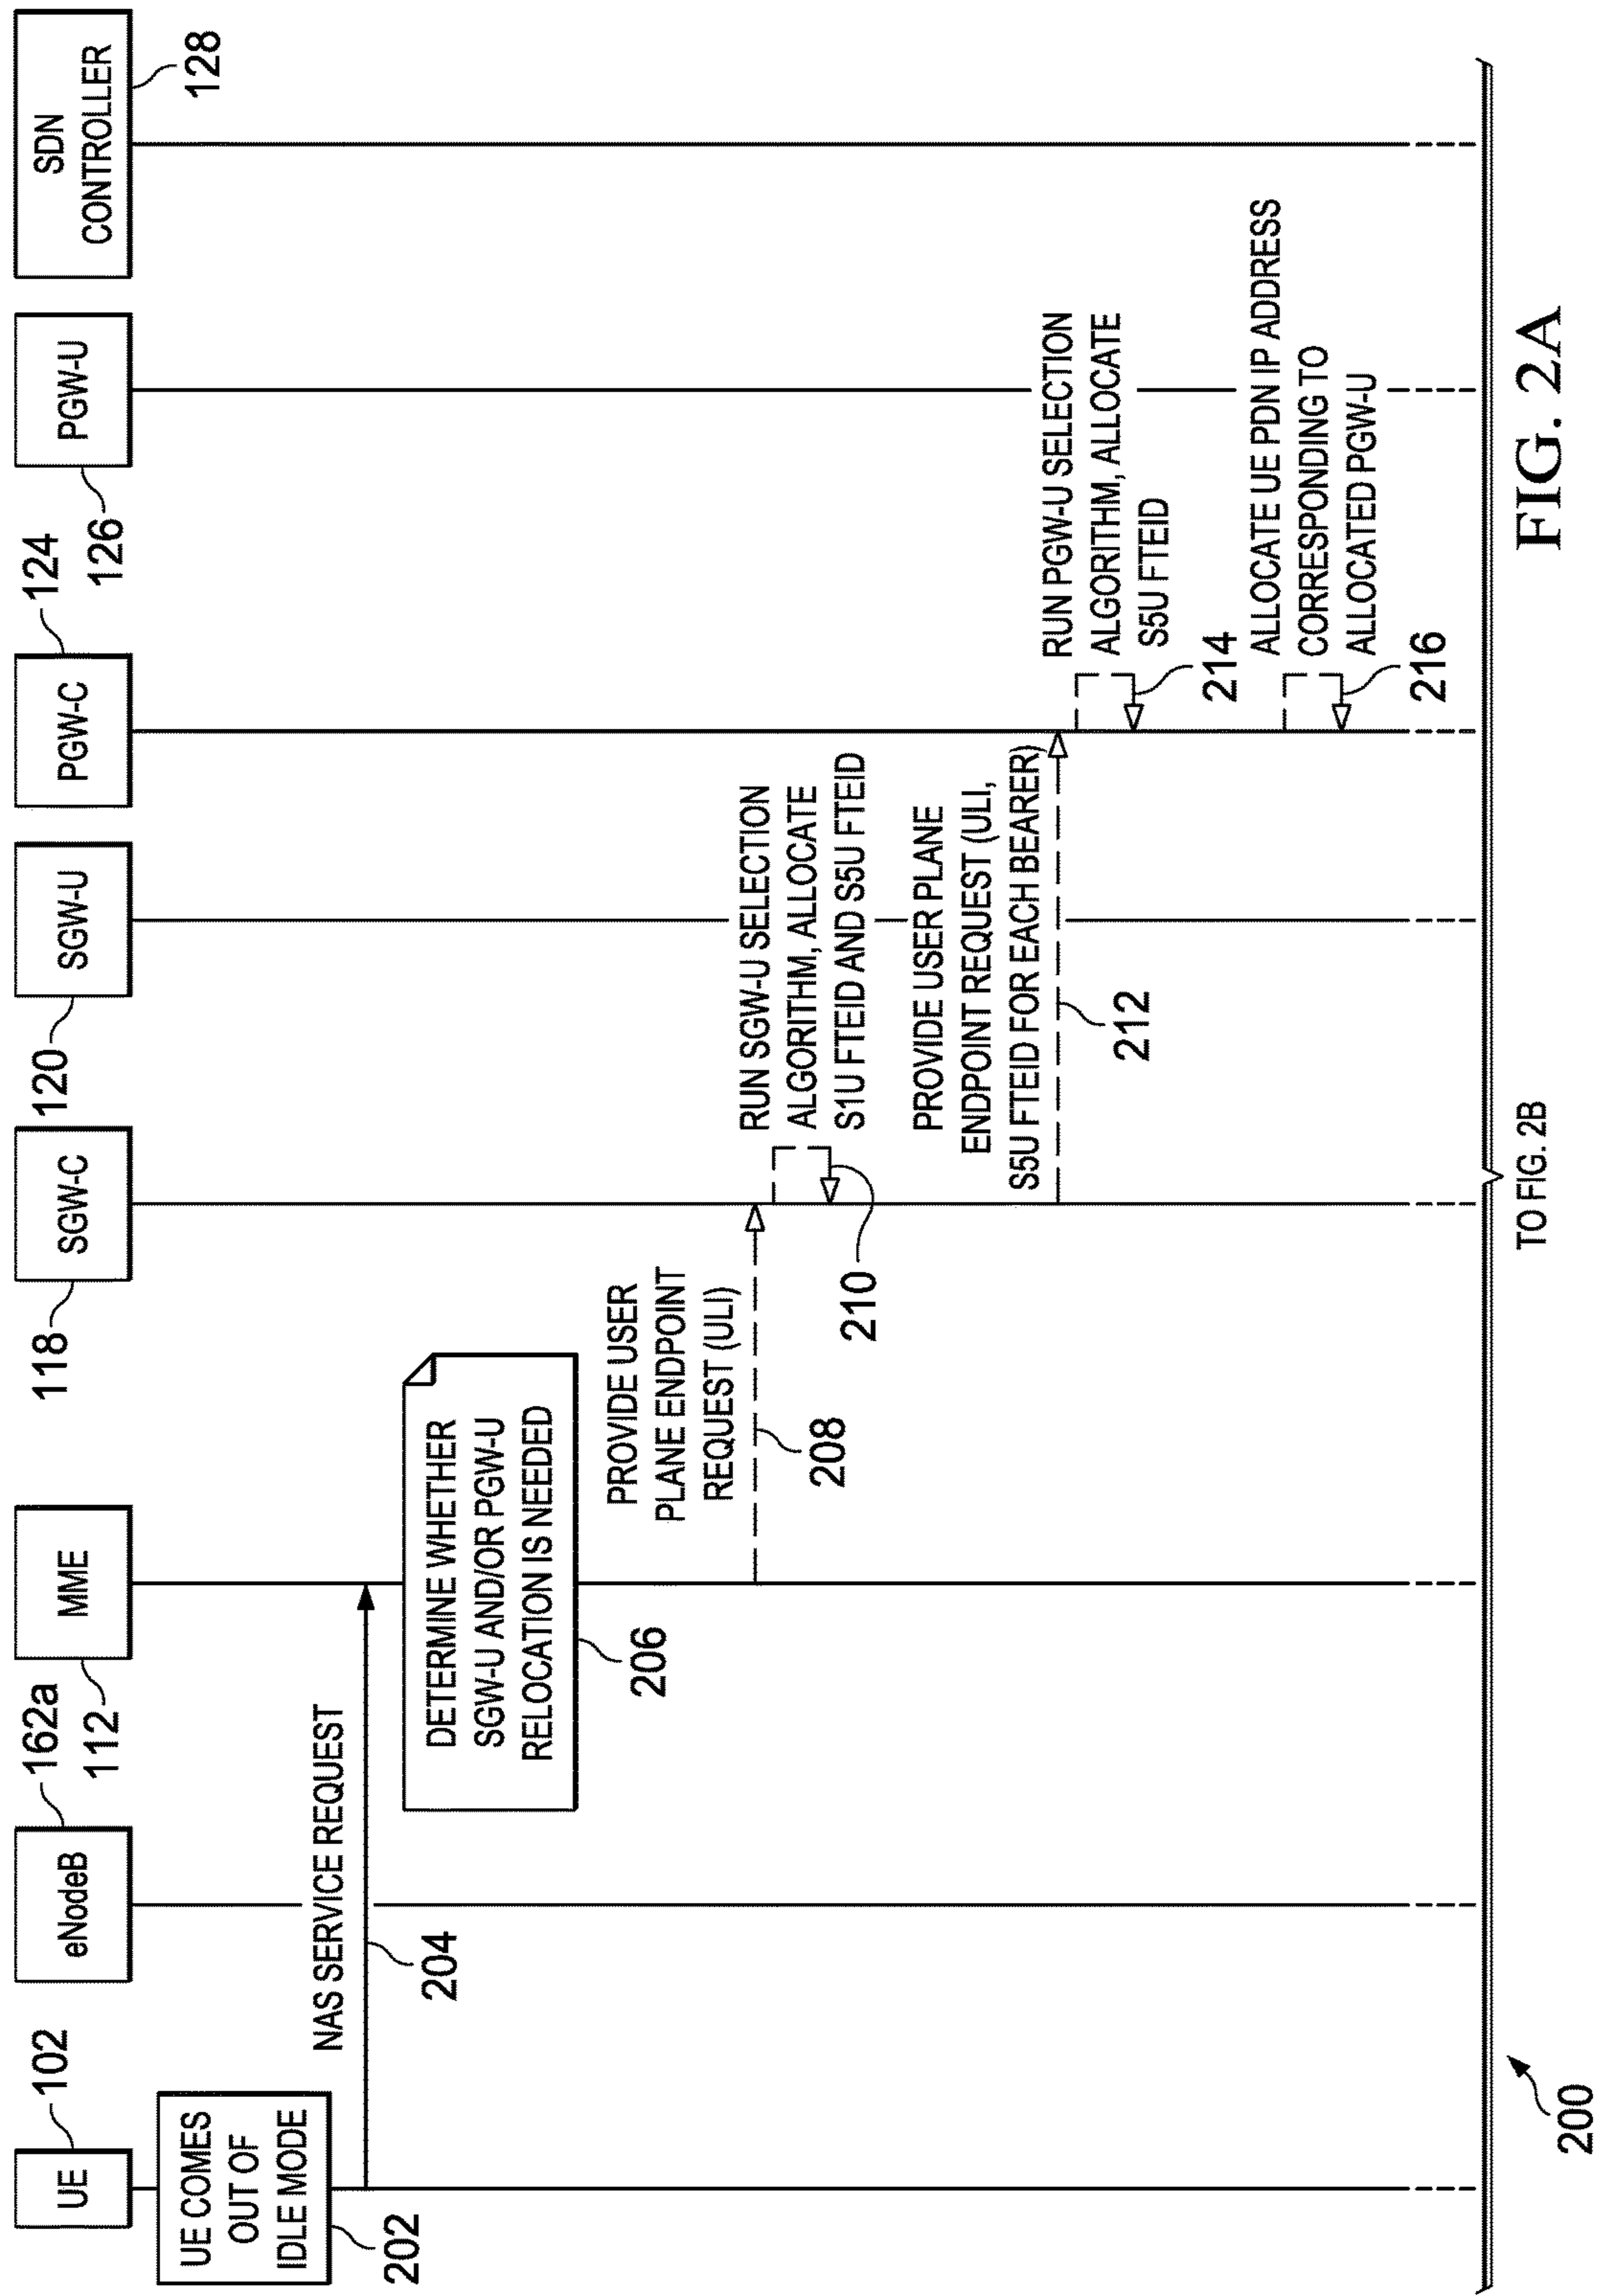 UE
102
eNodeB
162a
MME
112
SGW-C
118
SGW-U
120
PGW-C
124
PGW-U
126
SDN
CONTROLLER
128
UE COMES
OUT OF
IDLE MODE
202
NAS SERVICE REQUEST
204
DETERMINE WHETHER
SGW-U AND/OR PGW-U
RELOCATION IS NEEDED
206
PROVIDE USER
PLANE ENDPOINT
REQUEST (ULI)
208
RUN SGW-U SELECTION
ALGORITHM, ALLOCATE
S1U FTEID AND S5U FTEID
210
PROVIDE USER PLANE
ENDPOINT REQUEST (ULI,
S5U FTEID FOR EACH BEARER)
212
RUN PGW-U SELECTION
ALGORITHM, ALLOCATE
S5U FTEID
214
ALLOCATE UE PDN IP ADDRESS
CORRESPONDING TO
ALLOCATED PGW-U
216
200
TO FIG. 2B
FIG. 2A